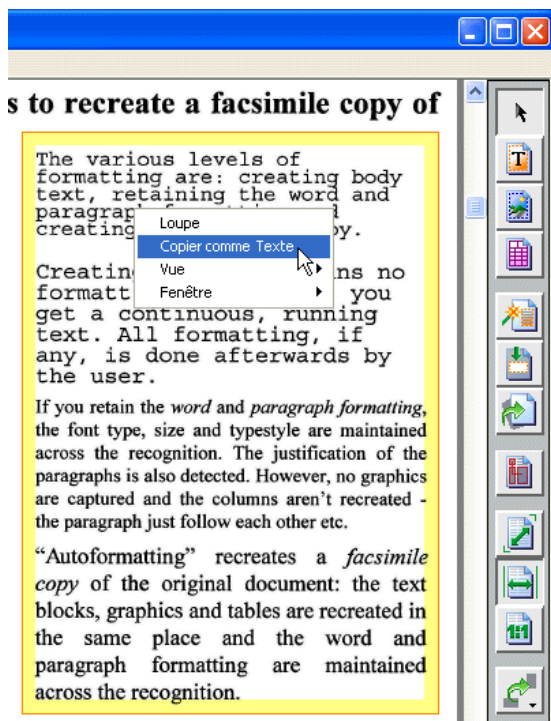 s to recreate a facsimile copy of
The various levels of
formatting are: creating body
text, retaining the word and
paragraph
creating y.
Loupe
Copier comme Texte
Vue
Fenêtre
Creatin ns no
formatt you
get a continuous, running
text. All formatting, if
any, is done afterwards by
the user.
If you retain the word and paragraph formatting,
the font type, size and typestyle are maintained
across the recognition. The justification of the
paragraphs is also detected. However, no graphics
are captured and the columns aren't recreated -
the paragraph just follow each other etc.
“Autoformatting” recreates a facsimile
copy of the original document: the text
blocks, graphics and tables are recreated in
the same place and the word and
paragraph formatting are maintained
across the recognition.
T
1:1